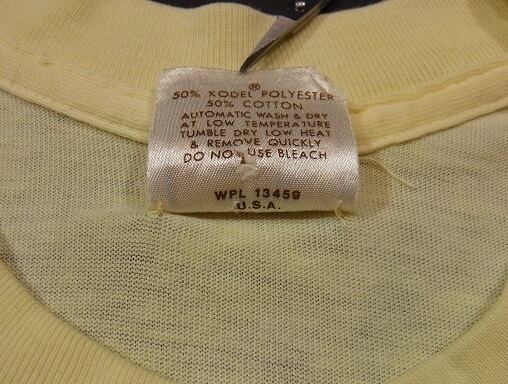 ®
50% KODEL POLYESTER
50% COTTON
AUTOMATIC WASH & DRY
AT LOW TEMPERATURE
TUMBLE DRY LOW HEAT
& REMOVE QUICKLY
DO NOT USE BLEACH
WPL 13459
U.S.A.